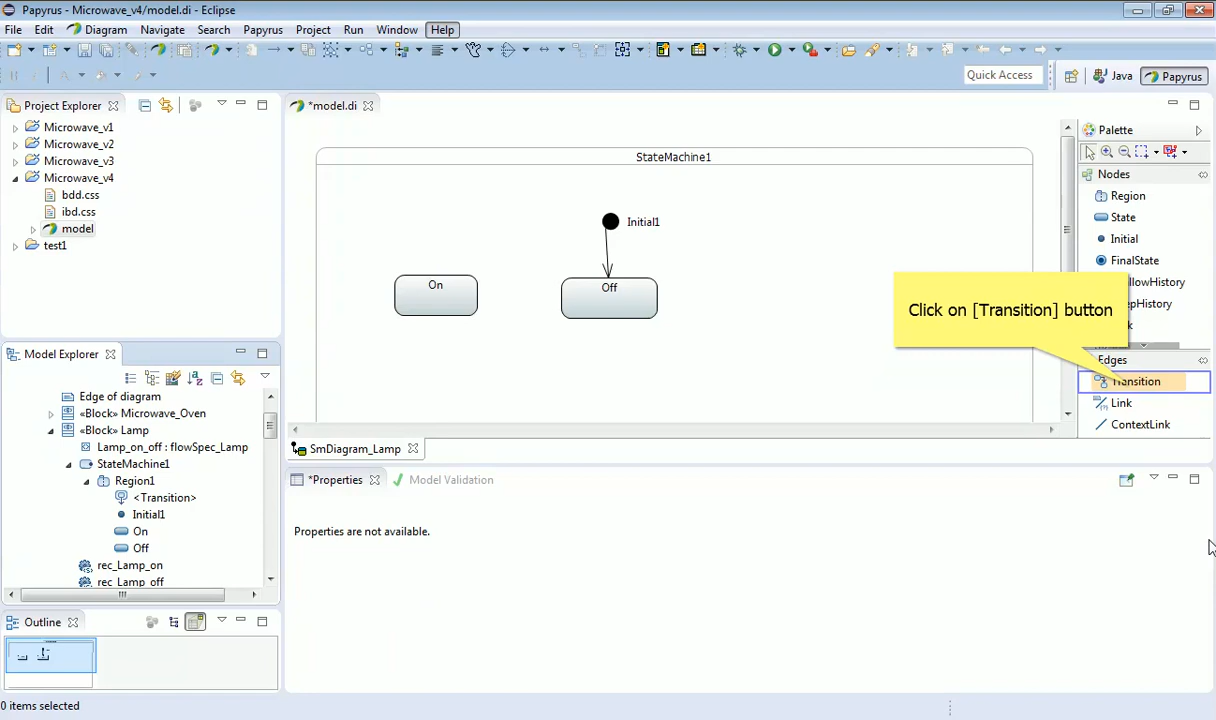 Papyrus - Microwave_v4/model.di - Eclipse
File Edit Diagram Navigate Search Papyrus Project Run Window Help
Quick Access
Java
Papyrus
Project Explorer
Microwave_v1
Microwave_v2
Microwave_v3
Microwave_v4
bdd.css
ibd.css
model
test1
*model.di
StateMachine1
Initial1
On
Off
Palette
Nodes
Region
State
Initial
FinalState
Click on [Transition] button
Edges
Transition
Link
ContextLink
Model Explorer
Edge of diagram
«Block» Microwave_Oven
«Block» Lamp
Lamp_on_off : flowSpec_Lamp
StateMachine1
Region1
<Transition>
Initial1
On
Off
rec_Lamp_on
rec_Lamp_off
SmDiagram_Lamp
*Properties
Model Validation
Properties are not available.
Outline
0 items selected